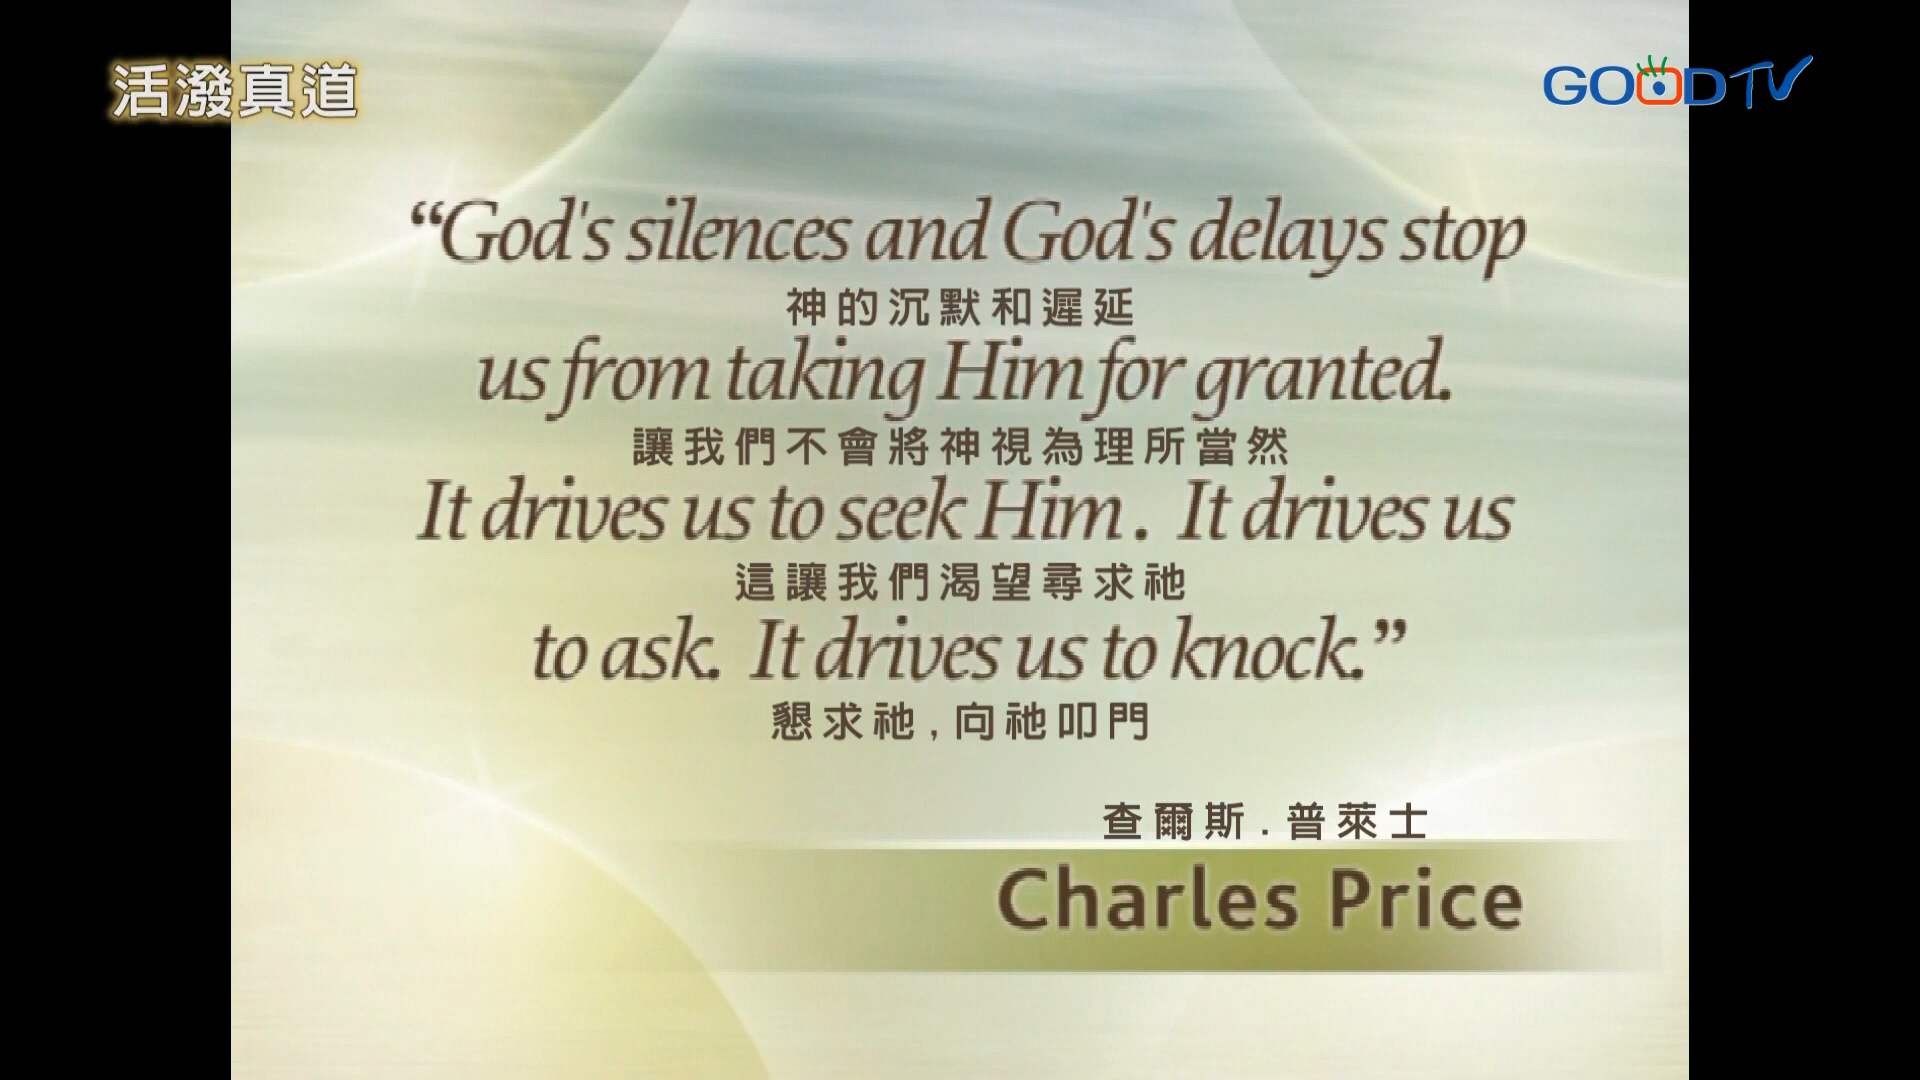 活潑真道
GOODTV
“God's silences and God's delays stop
神的沉默和遲延
us from taking Him for granted.
讓我們不會將神視為理所當然
It drives us to seek Him. It drives us
這讓我們渴望尋求祂
to ask. It drives us to knock.”
懇求祂,向祂叩門
查爾斯.普萊士
Charles Price